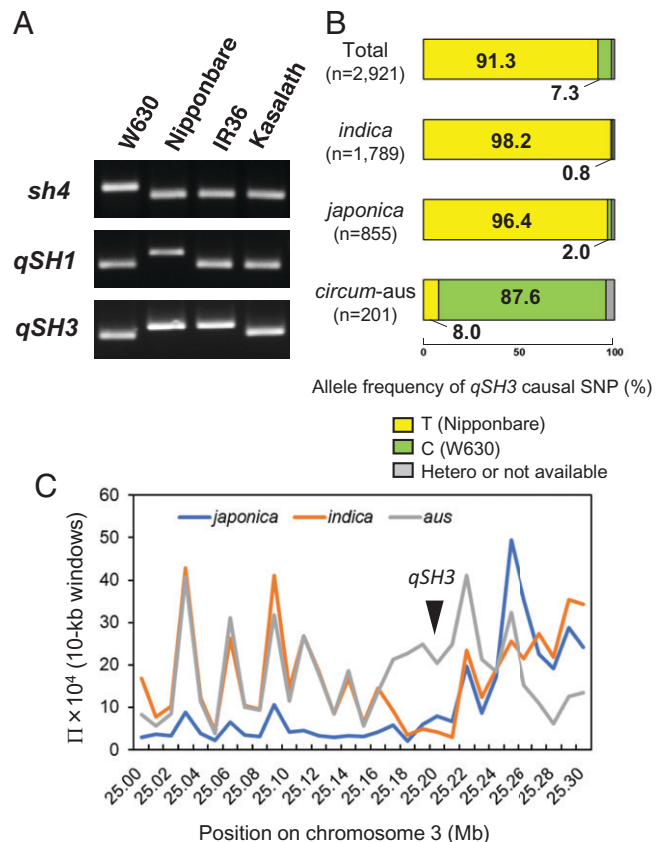 A
W630
Nipponbare
IR36
Kasalath
sh4
qSH1
qSH3
B
Total
(n=2,921)
91.3
7.3
indica
(n=1,789)
98.2
0.8
japonica
(n=855)
96.4
2.0
circum-aus
(n=201)
87.6
8.0
0 50 100
Allele frequency of qSH3 causal SNP (%)
T (Nipponbare)
C (W630)
Hetero or not available
C
60
50
40
30
20
10
0
Π × 10⁴ (10-kb windows)
japonica indica aus
qSH3
25.00 25.02 25.04 25.06 25.08 25.10 25.12 25.14 25.16 25.18 25.20 25.22 25.24 25.26 25.28 25.30
Position on chromosome 3 (Mb)